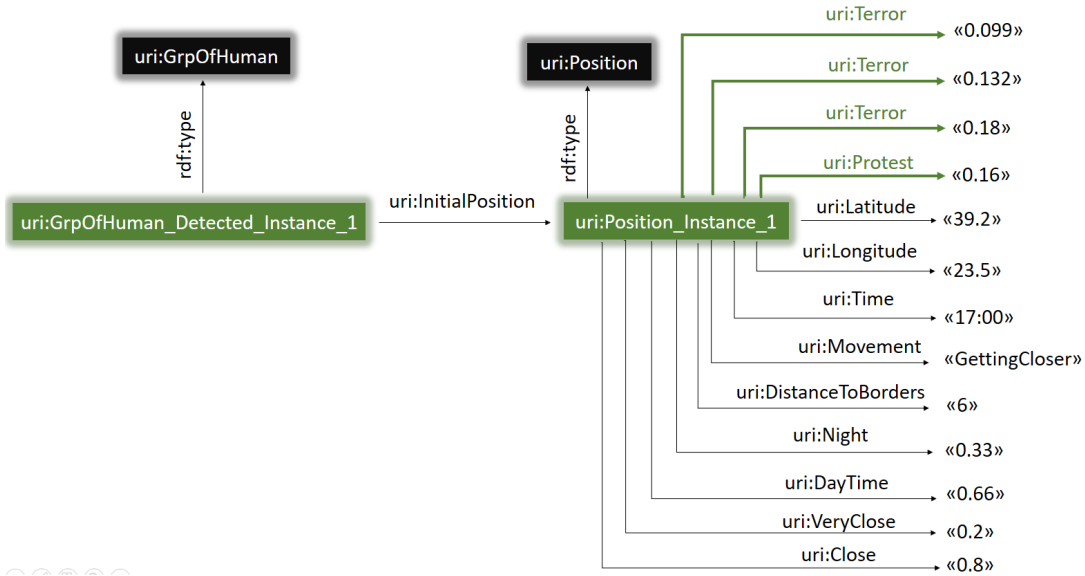 uri:Terror
«0.099»
uri:GrpOfHuman
uri:Position
uri:Terror
«0.132»
uri:Terror
«0.18»
rdf:type
rdf:type
uri:Protest
«0.16»
uri:GrpOfHuman_Detected_Instance_1
uri:InitialPosition
uri:Position_Instance_1
uri:Latitude
«39.2»
uri:Longitude
«23.5»
uri:Time
«17:00»
uri:Movement
«GettingCloser»
uri:DistanceToBorders
«6»
uri:Night
«0.33»
uri:DayTime
«0.66»
uri:VeryClose
«0.2»
uri:Close
«0.8»